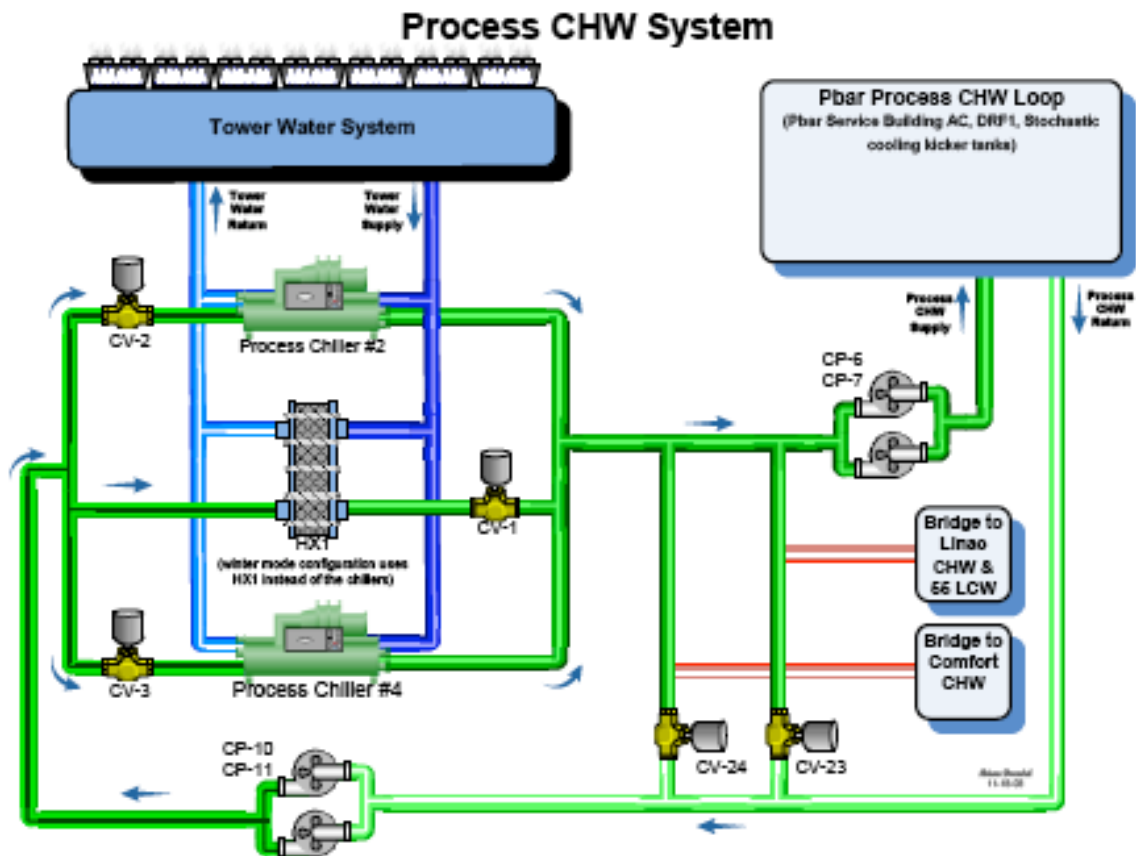 Process CHW System
Tower Water System
Pbar Process CHW Loop
(Pbar Service Building AC, DRF1, Stochastic
cooling kicker tanks)
Tower
Water
Return
Tower
Water
Supply
CV-2
Process Chiller #2
Process
CHW
Supply
Process
CHW
Return
CP-6
CP-7
CV-1
HX1
(winter mode configuration uses
HX1 instead of the chillers)
Bridge to
Linac
CHW &
55 LCW
CV-3
Process Chiller #4
Bridge to
Comfort
CHW
CP-10
CP-11
CV-24
CV-23